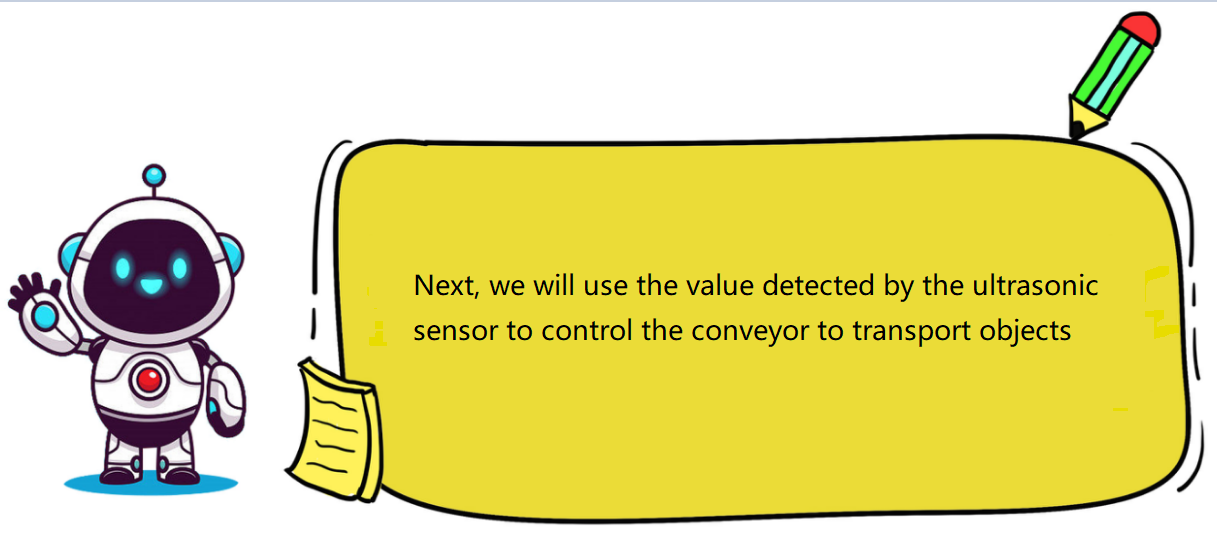 Next, we will use the value detected by the ultrasonic
sensor to control the conveyor to transport objects